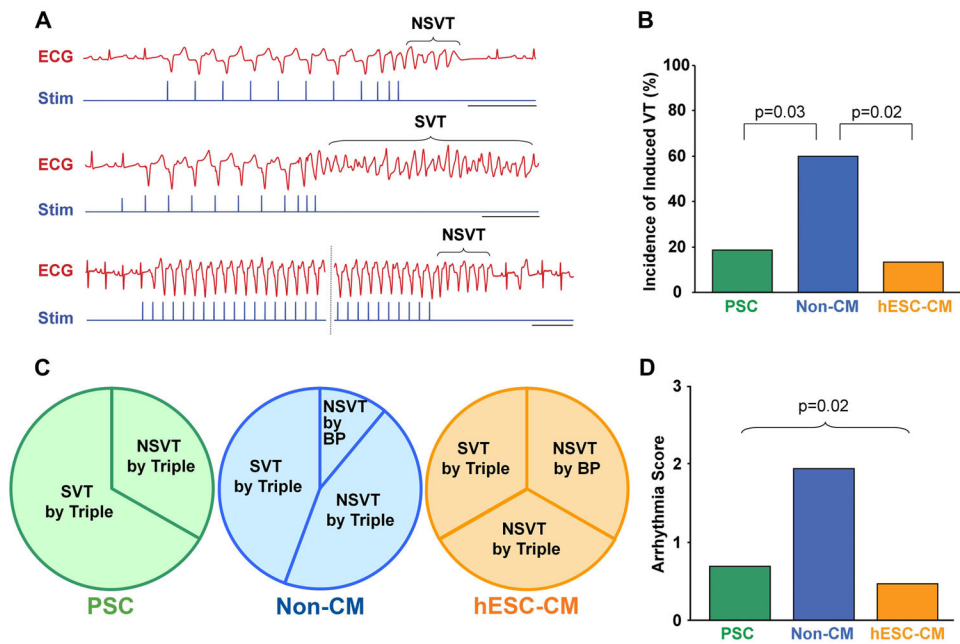 A
NSVT
ECG
Stim
SVT
ECG
Stim
NSVT
ECG
Stim
B
Incidence of Induced VT (%)
100
80
60
40
20
0
p=0.03
p=0.02
PSC
Non-CM
hESC-CM
C
SVT
by Triple
NSVT
by Triple
PSC
NSVT
by
BP
SVT
by Triple
NSVT
by Triple
Non-CM
SVT
by Triple
NSVT
by BP
NSVT
by Triple
hESC-CM
D
Arrhythmia Score
3
2
1
0
p=0.02
PSC
Non-CM
hESC-CM